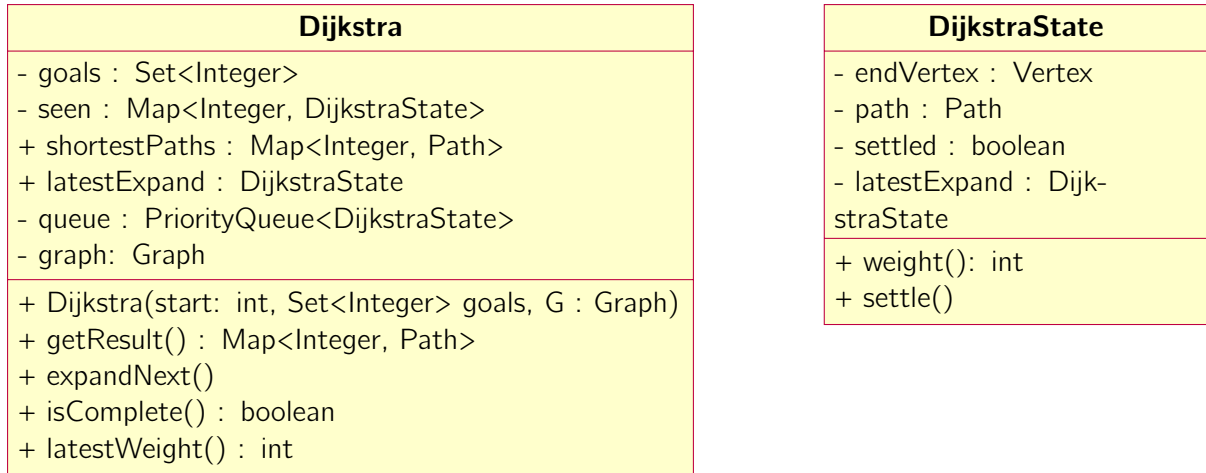 Dijkstra
- goals : Set<Integer>
- seen : Map<Integer, DijkstraState>
+ shortestPaths : Map<Integer, Path>
+ latestExpand : DijkstraState
- queue : PriorityQueue<DijkstraState>
- graph: Graph
+ Dijkstra(start: int, Set<Integer> goals, G : Graph)
+ getResult() : Map<Integer, Path>
+ expandNext()
+ isComplete() : boolean
+ latestWeight() : int
DijkstraState
- endVertex : Vertex
- path : Path
- settled : boolean
- latestExpand : Dijk-
straState
+ weight(): int
+ settle()